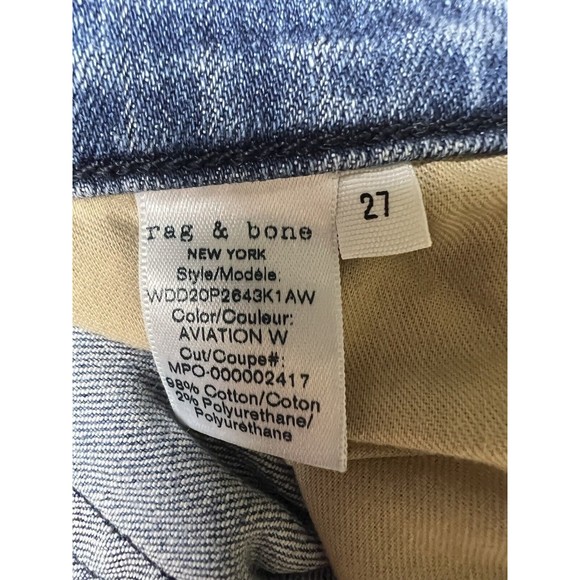 rag & bone
NEW YORK
Style/Modèle:
WDD20P2643K1AW
Color/Couleur:
AVIATION W
Cut/Coupe#:
MPO-000002417
98% Cotton/Coton
2% Polyurethane/
Polyurethane
27